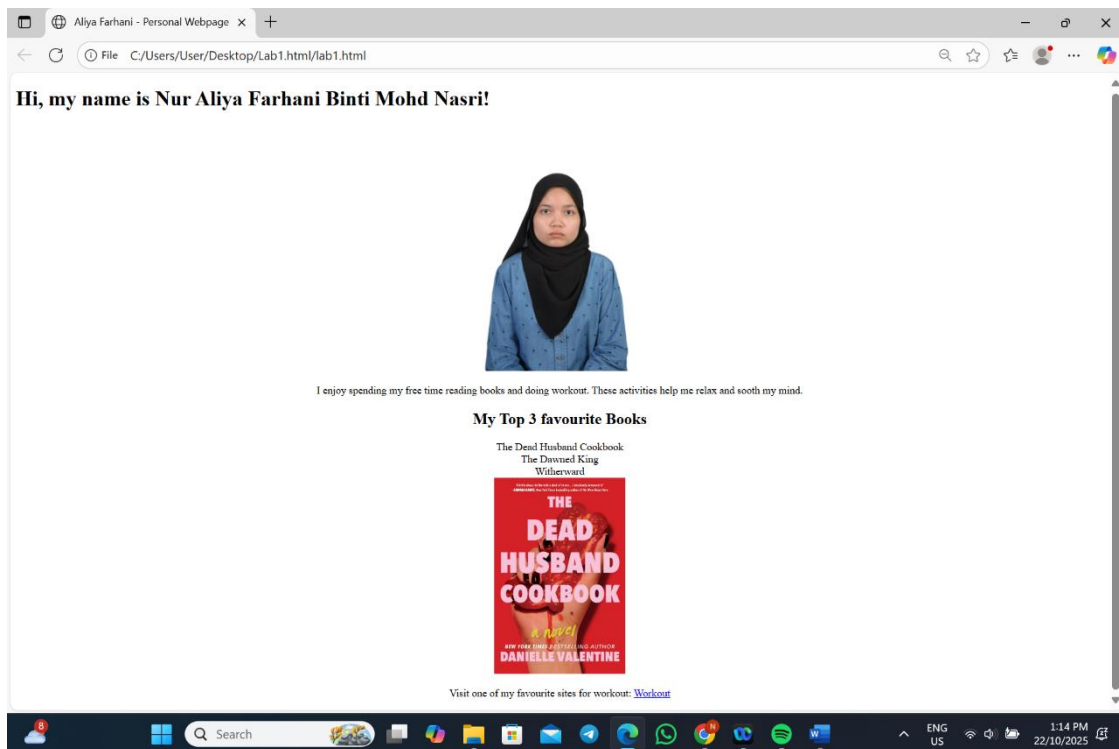 Aliya Farhani - Personal Webpage
File C:/Users/User/Desktop/Lab1.html/lab1.html
Hi, my name is Nur Aliya Farhani Binti Mohd Nasri!
I enjoy spending my free time reading books and doing workout. These activities help me relax and sooth my mind.
My Top 3 favourite Books
The Dead Husband Cookbook
The Dawned King
Witherward
THE
DEAD
HUSBAND
COOKBOOK
a novel
NEW YORK TIMES BESTSELLING AUTHOR
DANIELLE VALENTINE
Visit one of my favourite sites for workout: Workout
8
Search
ENG
US
1:14 PM
22/10/2025